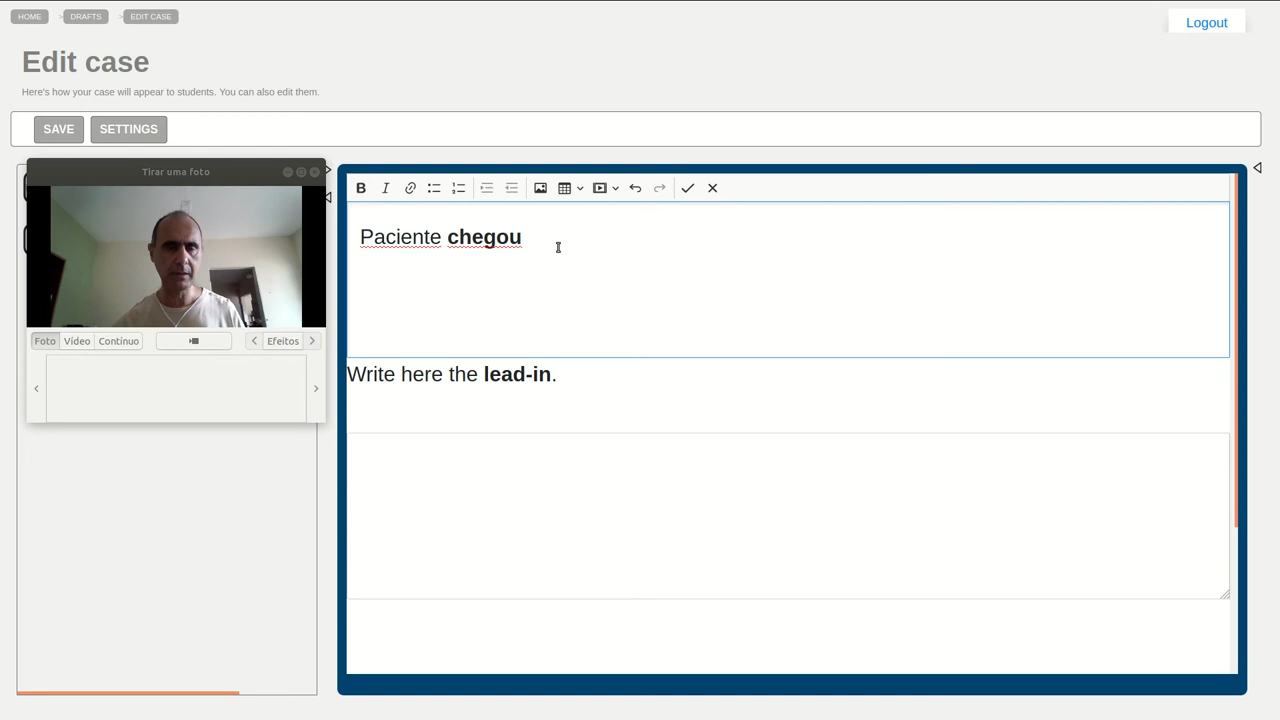 HOME > DRAFTS > EDIT CASE
Logout
Edit case
Here's how your case will appear to students. You can also edit them.
SAVE SETTINGS
Tirar uma foto
Foto Vídeo Contínuo Efeitos
Paciente chegou
Write here the lead-in.